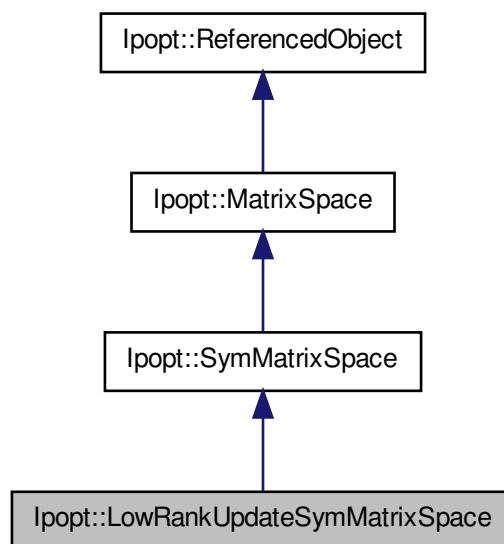 Ipopt::ReferencedObject
Ipopt::MatrixSpace
Ipopt::SymMatrixSpace
Ipopt::LowRankUpdateSymMatrixSpace